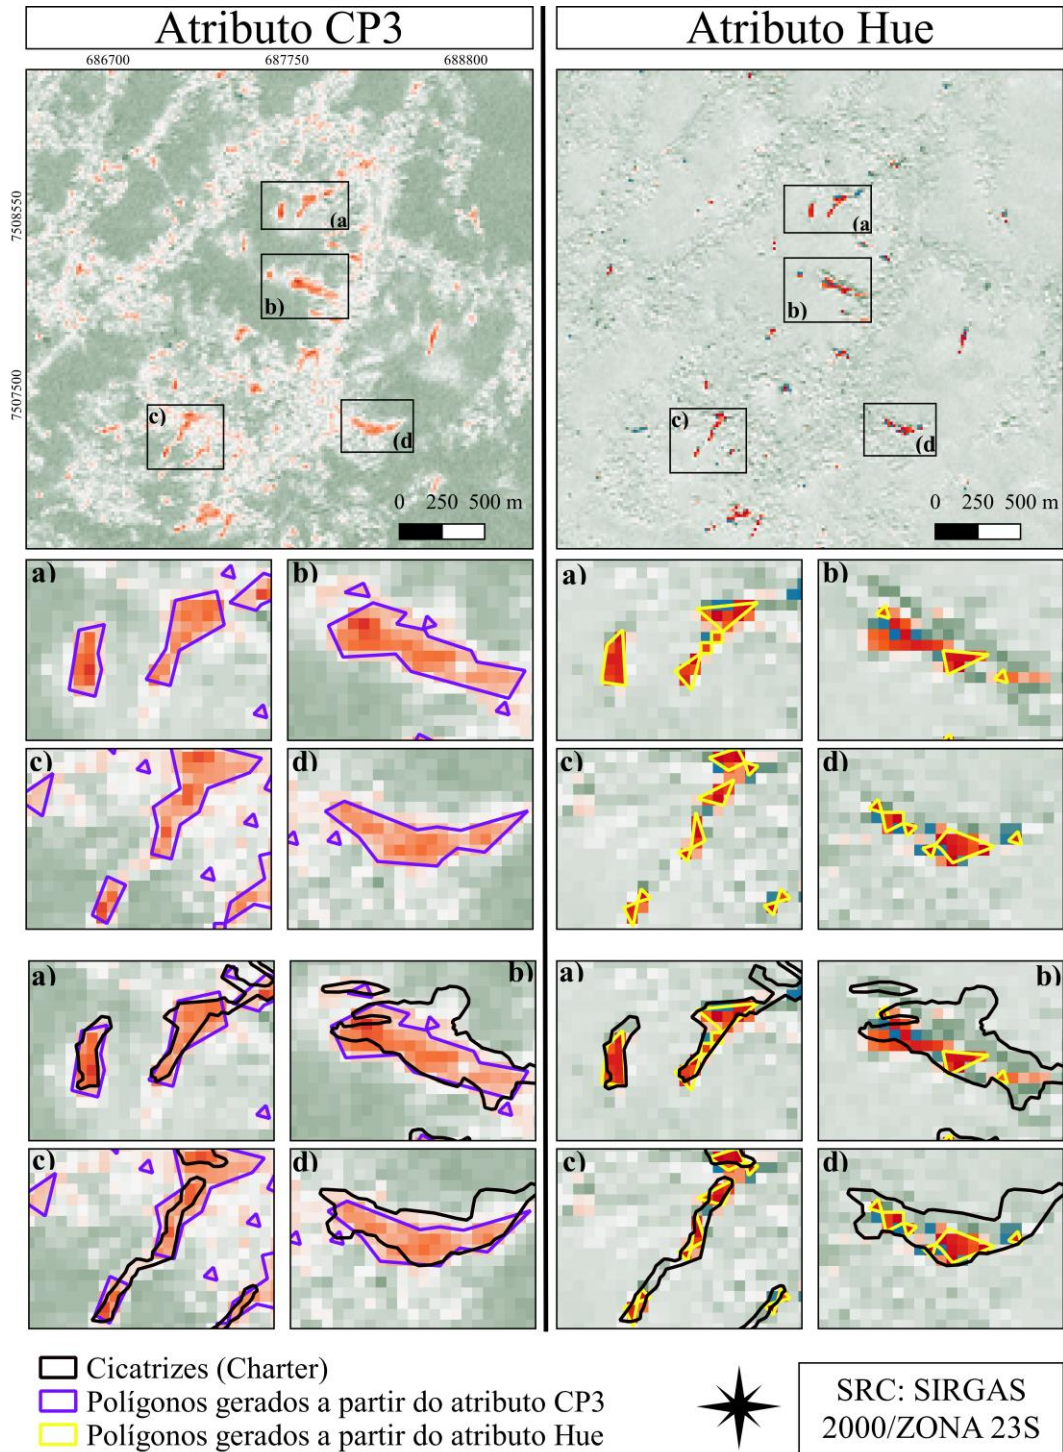 Atributo CP3
Atributo Hue
686700 687750 688800
7508550
7507500
(a
b)
c)
(d
0 250 500 m
(a
b)
c)
(d
0 250 500 m
a)
b)
a)
b)
c)
d)
c)
d)
a)
b)
a)
b)
c)
d)
c)
d)
Cicatrizes (Charter)
Polígonos gerados a partir do atributo CP3
Polígonos gerados a partir do atributo Hue
SRC: SIRGAS
2000/ZONA 23S